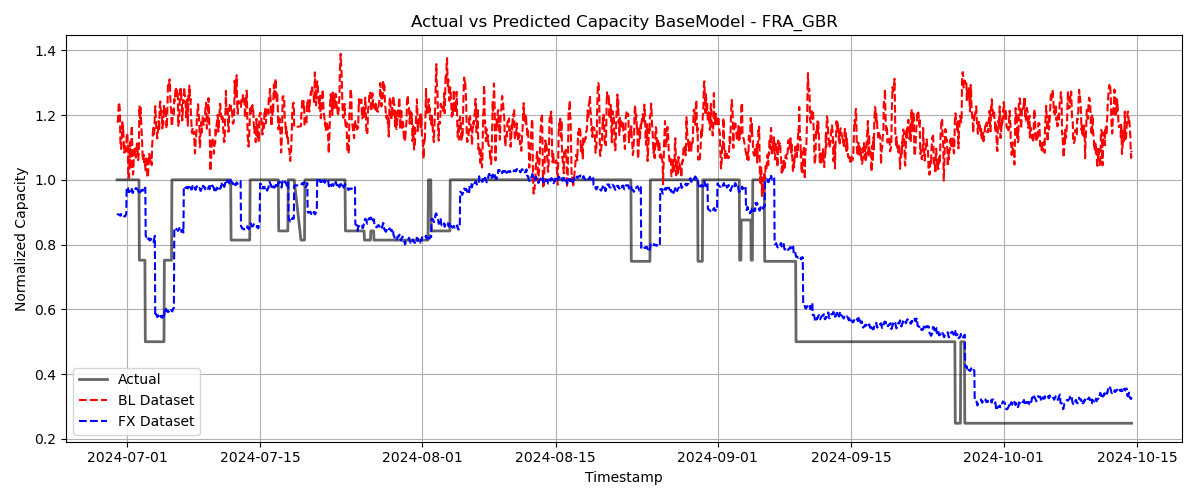 Actual vs Predicted Capacity BaseModel - FRA_GBR
Normalized Capacity
1.4
1.2
1.0
0.8
0.6
0.4
0.2
Actual
BL Dataset
FX Dataset
2024-07-01 2024-07-15 2024-08-01 2024-08-15 2024-09-01 2024-09-15 2024-10-01 2024-10-15
Timestamp